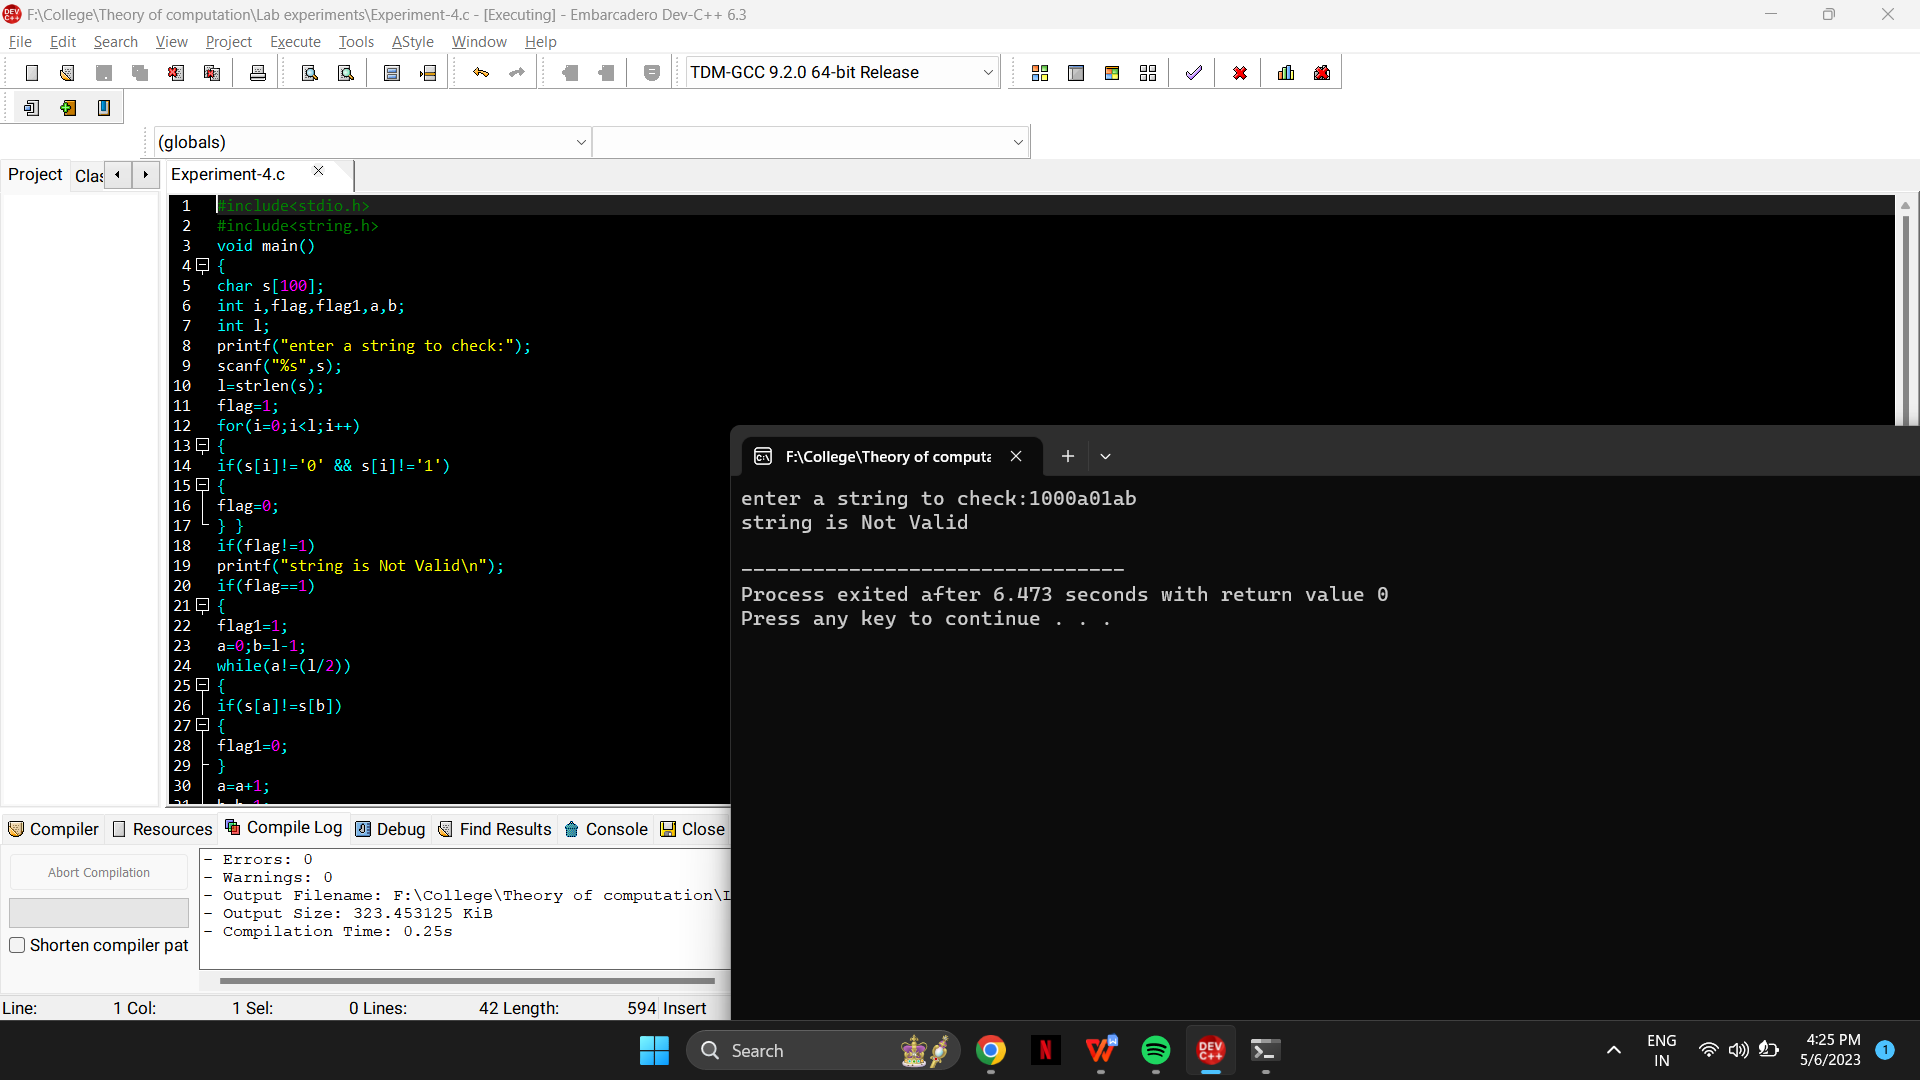 F:\College\Theory of computation\Lab experiments\Experiment-4.c - [Executing] - Embarcadero Dev-C++ 6.3
File Edit Search View Project Execute Tools AStyle Window Help
TDM-GCC 9.2.0 64-bit Release
(globals)
Project Clas
Experiment-4.c
1 #include<stdio.h>
2 #include<string.h>
3 void main()
4 {
5 char s[100];
6 int i,flag,flag1,a,b;
7 int l;
8 printf("enter a string to check:");
9 scanf("%s",s);
10 l=strlen(s);
11 flag=1;
12 for(i=0;i<l;i++)
13 {
14 if(s[i]!='0' && s[i]!='1')
15 {
16 flag=0;
17 } }
18 if(flag!=1)
19 printf("string is Not Valid\n");
20 if(flag==1)
21 {
22 flag1=1;
23 a=0;b=l-1;
24 while(a!=(l/2))
25 {
26 if(s[a]!=s[b])
27 {
28 flag1=0;
29 }
30 a=a+1;
F:\College\Theory of computa
enter a string to check:1000a01ab
string is Not Valid
--------------------------------
Process exited after 6.473 seconds with return value 0
Press any key to continue . . .
Compiler Resources Compile Log Debug Find Results Console Close
Abort Compilation
Shorten compiler pat
- Errors: 0
- Warnings: 0
- Output Filename: F:\College\Theory of computation\L
- Output Size: 323.453125 KiB
- Compilation Time: 0.25s
Line: 1 Col: 1 Sel: 0 Lines: 42 Length: 594 Insert
Search
DEV C++
ENG
IN
4:25 PM
5/6/2023
1